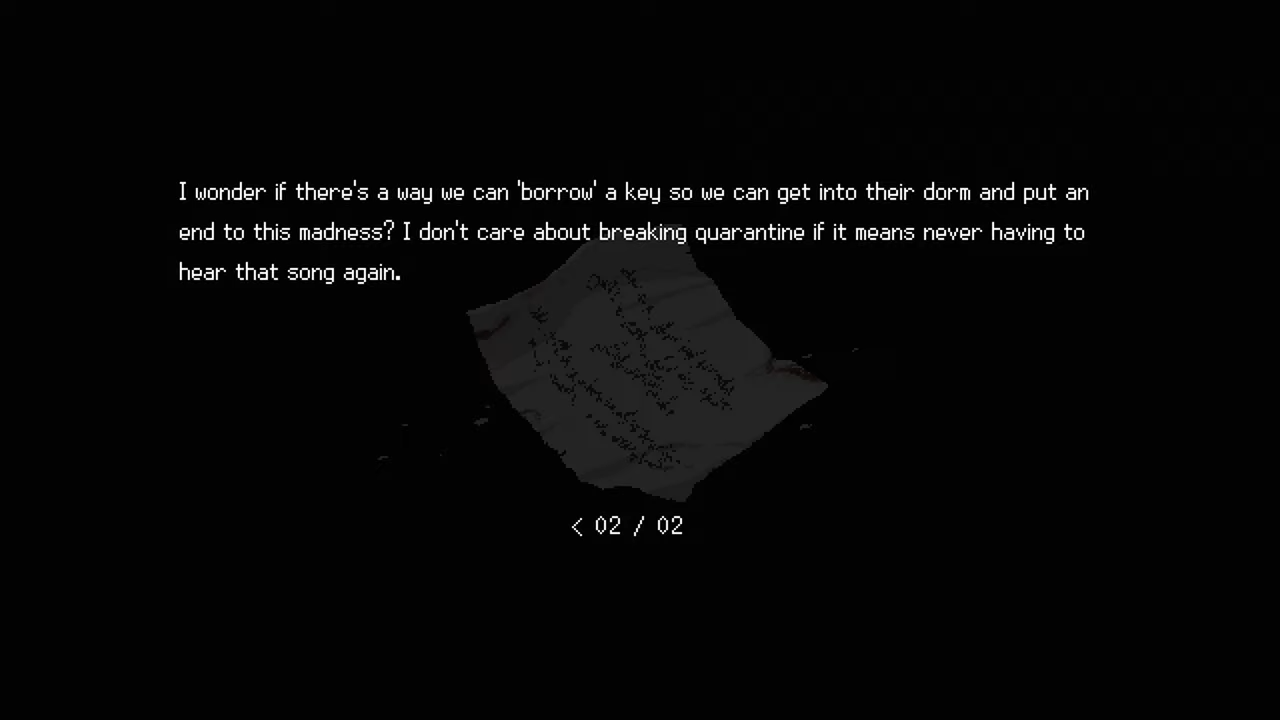 I wonder if there's a way we can 'borrow' a key so we can get into their dorm and put an
end to this madness? I don't care about breaking quarantine if it means never having to
hear that song again.
< 02 / 02